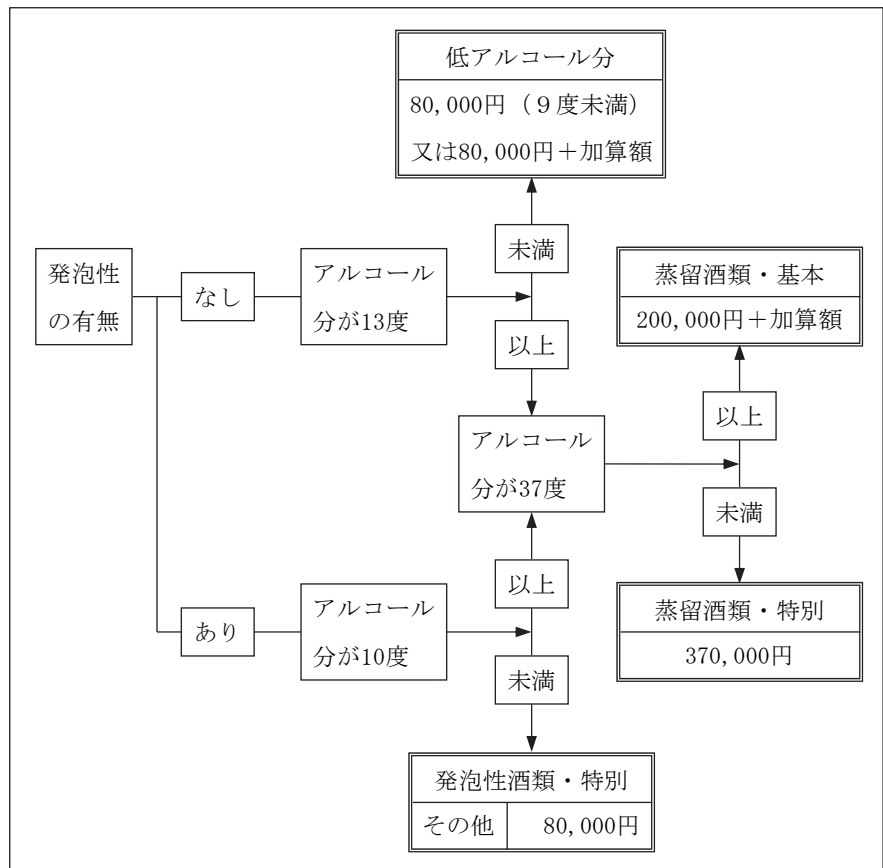 低アルコール分
80,000円（９度未満）
又は80,000円＋加算額
未満
発泡性
の有無
なし
アルコール
分が13度
以上
蒸留酒類・基本
200,000円＋加算額
以上
アルコール
分が37度
未満
蒸留酒類・特別
370,000円
あり
アルコール
分が10度
以上
未満
発泡性酒類・特別
その他 80,000円